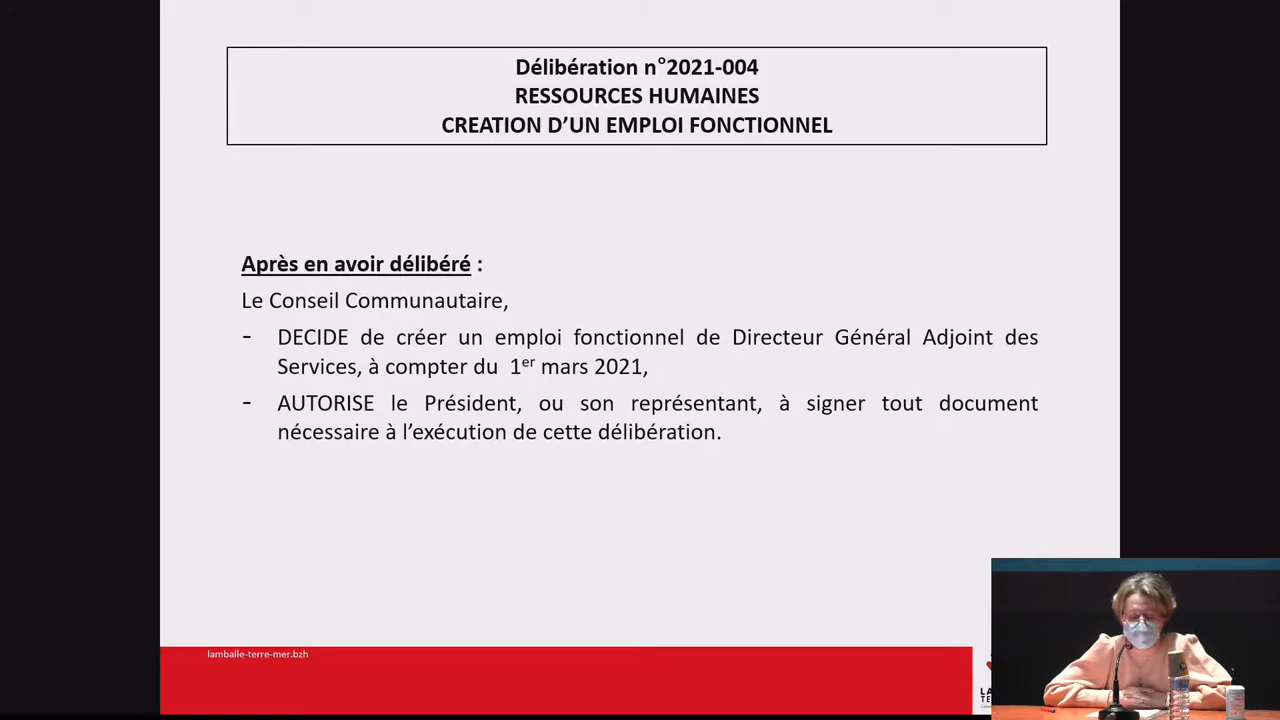 Délibération n°2021-004
RESSOURCES HUMAINES
CREATION D’UN EMPLOI FONCTIONNEL
Après en avoir délibéré :
Le Conseil Communautaire,
- DECIDE de créer un emploi fonctionnel de Directeur Général Adjoint des
Services, à compter du 1er mars 2021,
- AUTORISE le Président, ou son représentant, à signer tout document
nécessaire à l’exécution de cette délibération.
lamballe-terre-mer.bzh